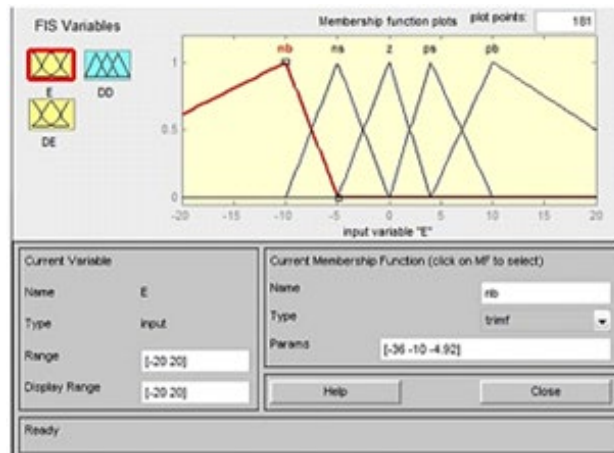 FIS Variables
Membership function plots
plot points:
181
E
DD
DE
nb
ns
z
ps
pb
1
0.5
0
-20
-15
-10
-5
0
5
10
15
20
input variable "E"
Current Variable
Name
E
Type
input
Range
[-20 20]
Display Range
[-20 20]
Current Membership Function (click on MF to select)
Name
nb
Type
trimf
Params
[-36 -10 -4.92]
Help
Close
Ready